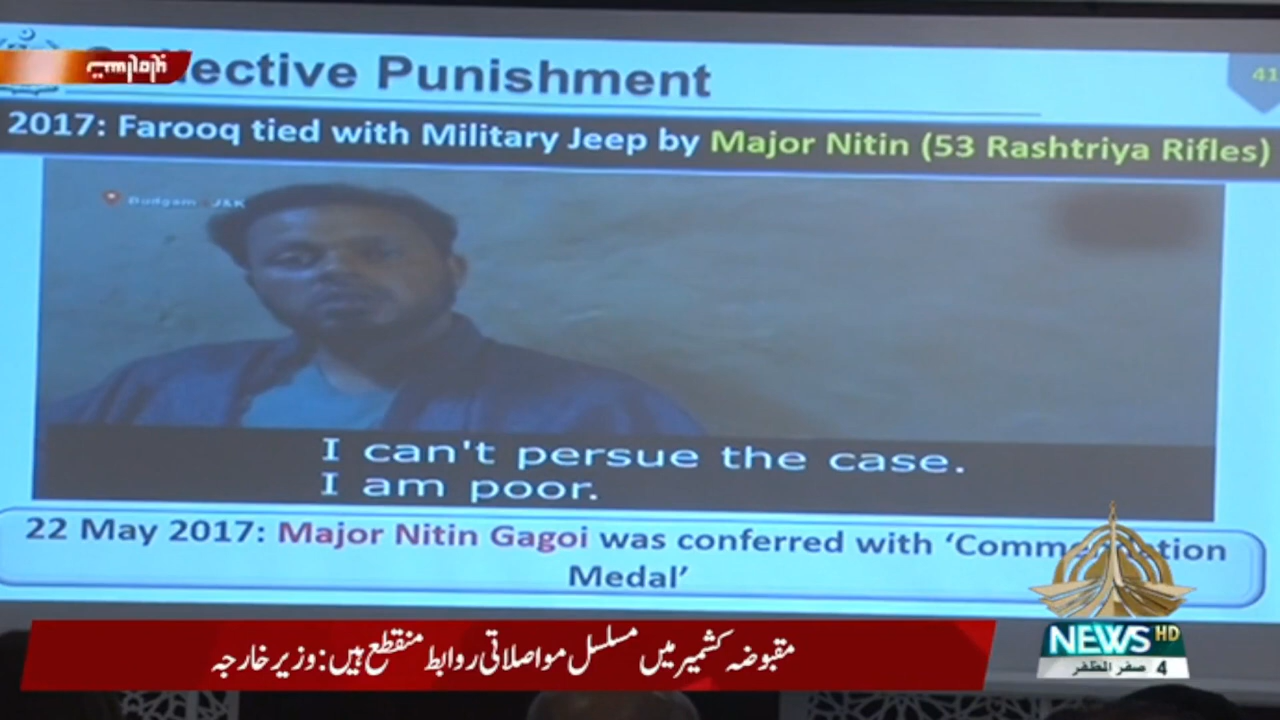 lective Punishment
41
2017: Farooq tied with Military Jeep by Major Nitin (53 Rashtriya Rifles)
Budgam J&K
I can't persue the case.
I am poor.
22 May 2017: Major Nitin Gagoi was conferred with ‘Comm tion
Medal’
مقبوضہ کشمیر میں مسلسل مواصلاتی روابط منقطع ہیں: وزیر خارجہ
NEWS HD
4 صفر المظفر